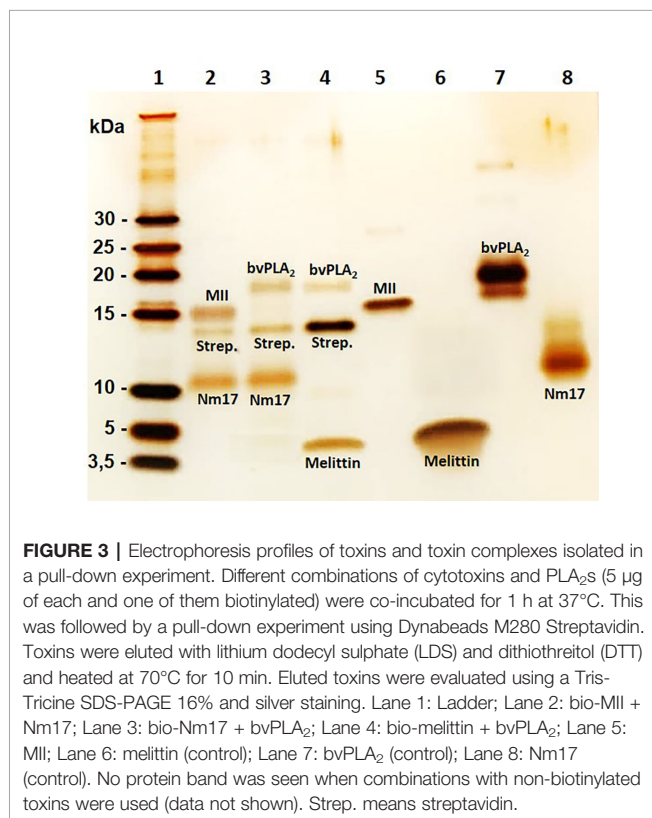 1 2 3 4 5 6 7 8
kDa
30 -
25 -
20 -
15 -
10 -
5 -
3,5 -
MII
Strep.
Nm17
bvPLA₂
Strep.
Nm17
bvPLA₂
Strep.
Melittin
MII
Melittin
bvPLA₂
Nm17
FIGURE 3 | Electrophoresis profiles of toxins and toxin complexes isolated in
a pull-down experiment. Different combinations of cytotoxins and PLA₂s (5 µg
of each and one of them biotinylated) were co-incubated for 1 h at 37°C. This
was followed by a pull-down experiment using Dynabeads M280 Streptavidin.
Toxins were eluted with lithium dodecyl sulphate (LDS) and dithiothreitol (DTT)
and heated at 70°C for 10 min. Eluted toxins were evaluated using a Tris-
Tricine SDS-PAGE 16% and silver staining. Lane 1: Ladder; Lane 2: bio-MII +
Nm17; Lane 3: bio-Nm17 + bvPLA₂; Lane 4: bio-melittin + bvPLA₂; Lane 5:
MII; Lane 6: melittin (control); Lane 7: bvPLA₂ (control); Lane 8: Nm17
(control). No protein band was seen when combinations with non-biotinylated
toxins were used (data not shown). Strep. means streptavidin.